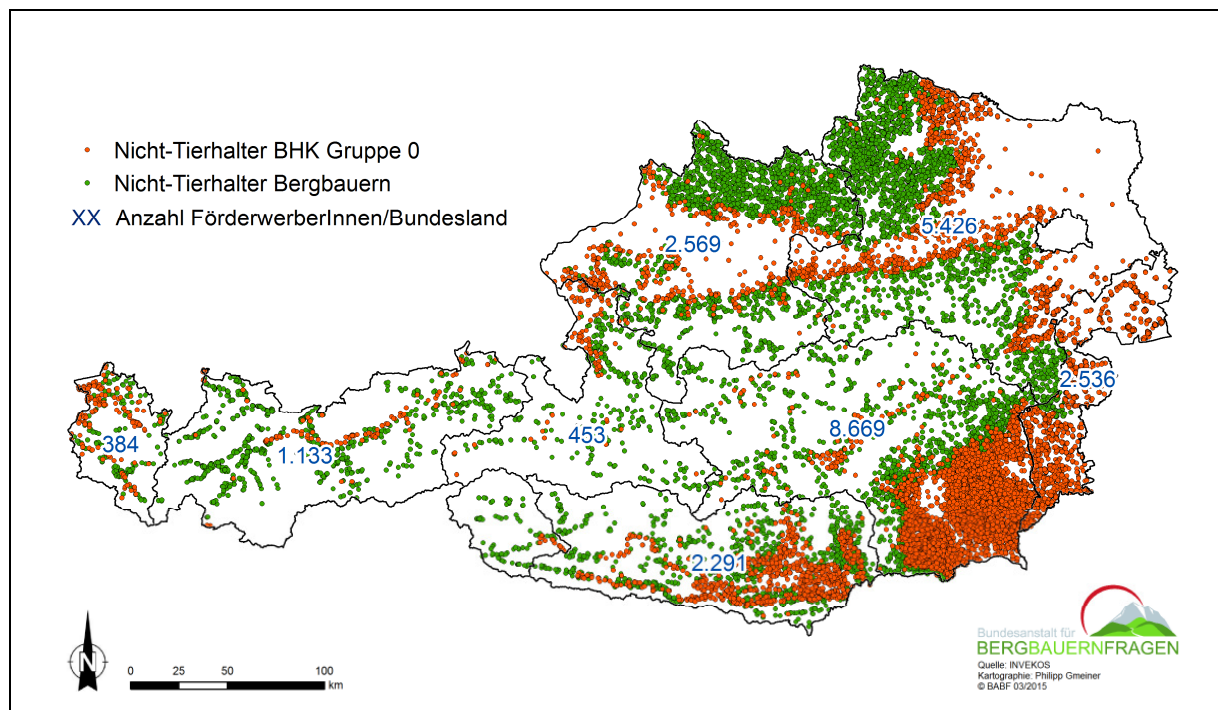 Nicht-Tierhalter BHK Gruppe 0
Nicht-Tierhalter Bergbauern
XX Anzahl FörderwerberInnen/Bundesland
5.426
2.569
2.536
8.669
453
384
1.133
2.291
N
0 25 50 100
km
Bundesanstalt für
BERGBAUERNFRAGEN
Quelle: INVEKOS
Kartographie: Philipp Gmeiner
© BABF 03/2015